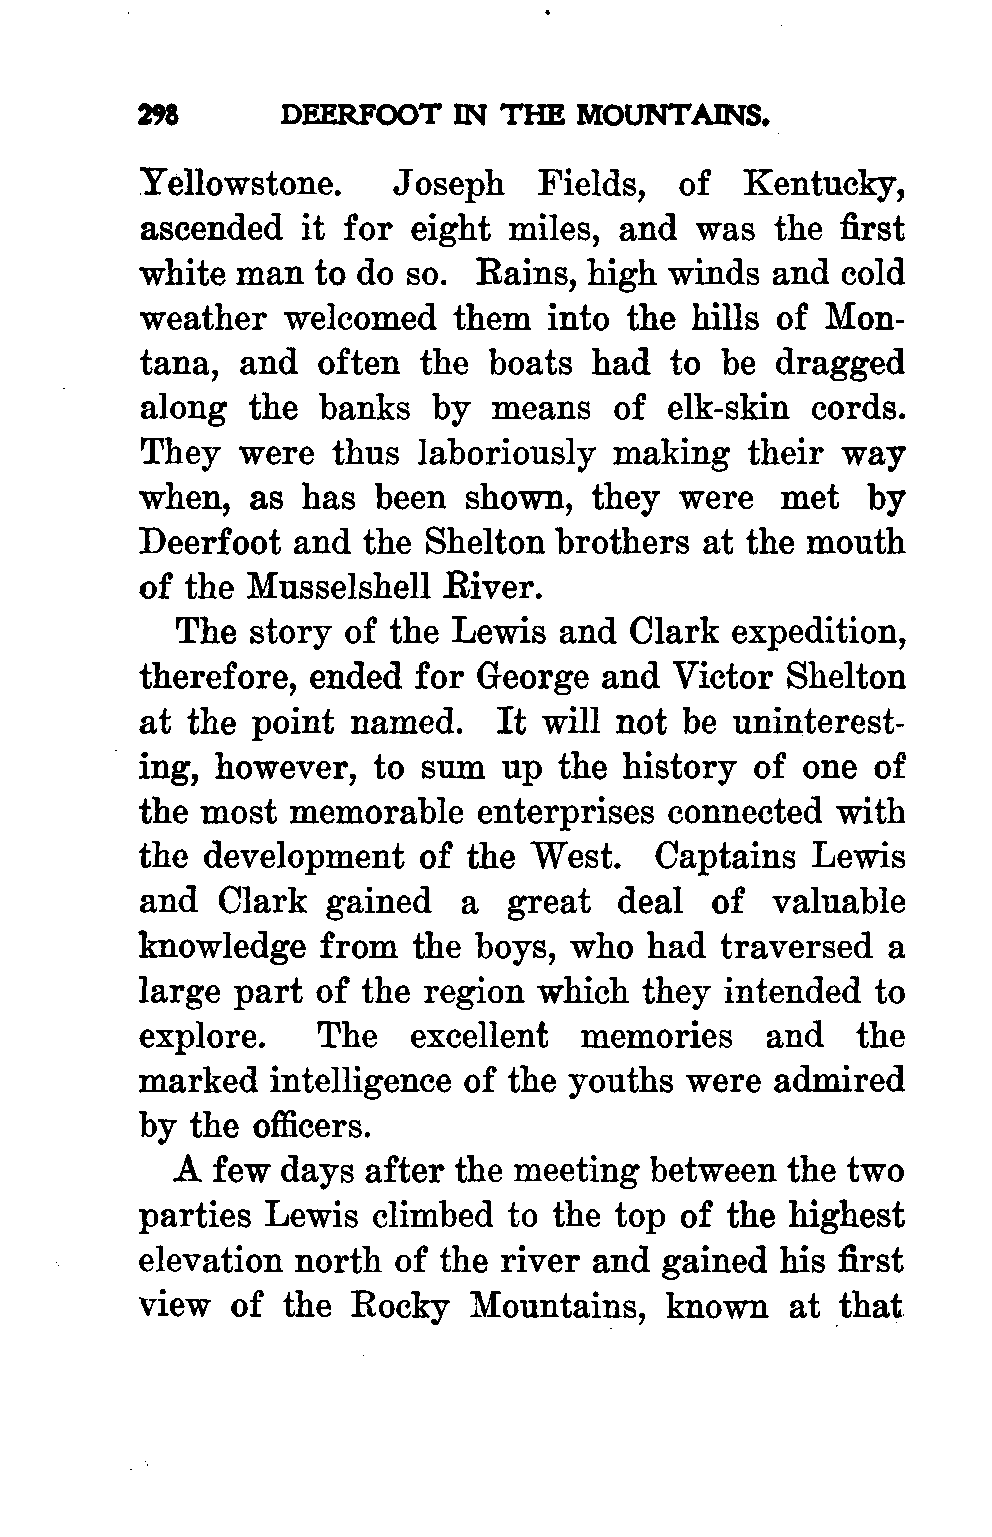 298 DEERFOOT IN THE MOUNTAINS.
Yellowstone. Joseph Fields, of Kentucky,
ascended it for eight miles, and was the first
white man to do so. Rains, high winds and cold
weather welcomed them into the hills of Mon-
tana, and often the boats had to be dragged
along the banks by means of elk-skin cords.
They were thus laboriously making their way
when, as has been shown, they were met by
Deerfoot and the Shelton brothers at the mouth
of the Musselshell River.
The story of the Lewis and Clark expedition,
therefore, ended for George and Victor Shelton
at the point named. It will not be uninterest-
ing, however, to sum up the history of one of
the most memorable enterprises connected with
the development of the West. Captains Lewis
and Clark gained a great deal of valuable
knowledge from the boys, who had traversed a
large part of the region which they intended to
explore. The excellent memories and the
marked intelligence of the youths were admired
by the officers.
A few days after the meeting between the two
parties Lewis climbed to the top of the highest
elevation north of the river and gained his first
view of the Rocky Mountains, known at that